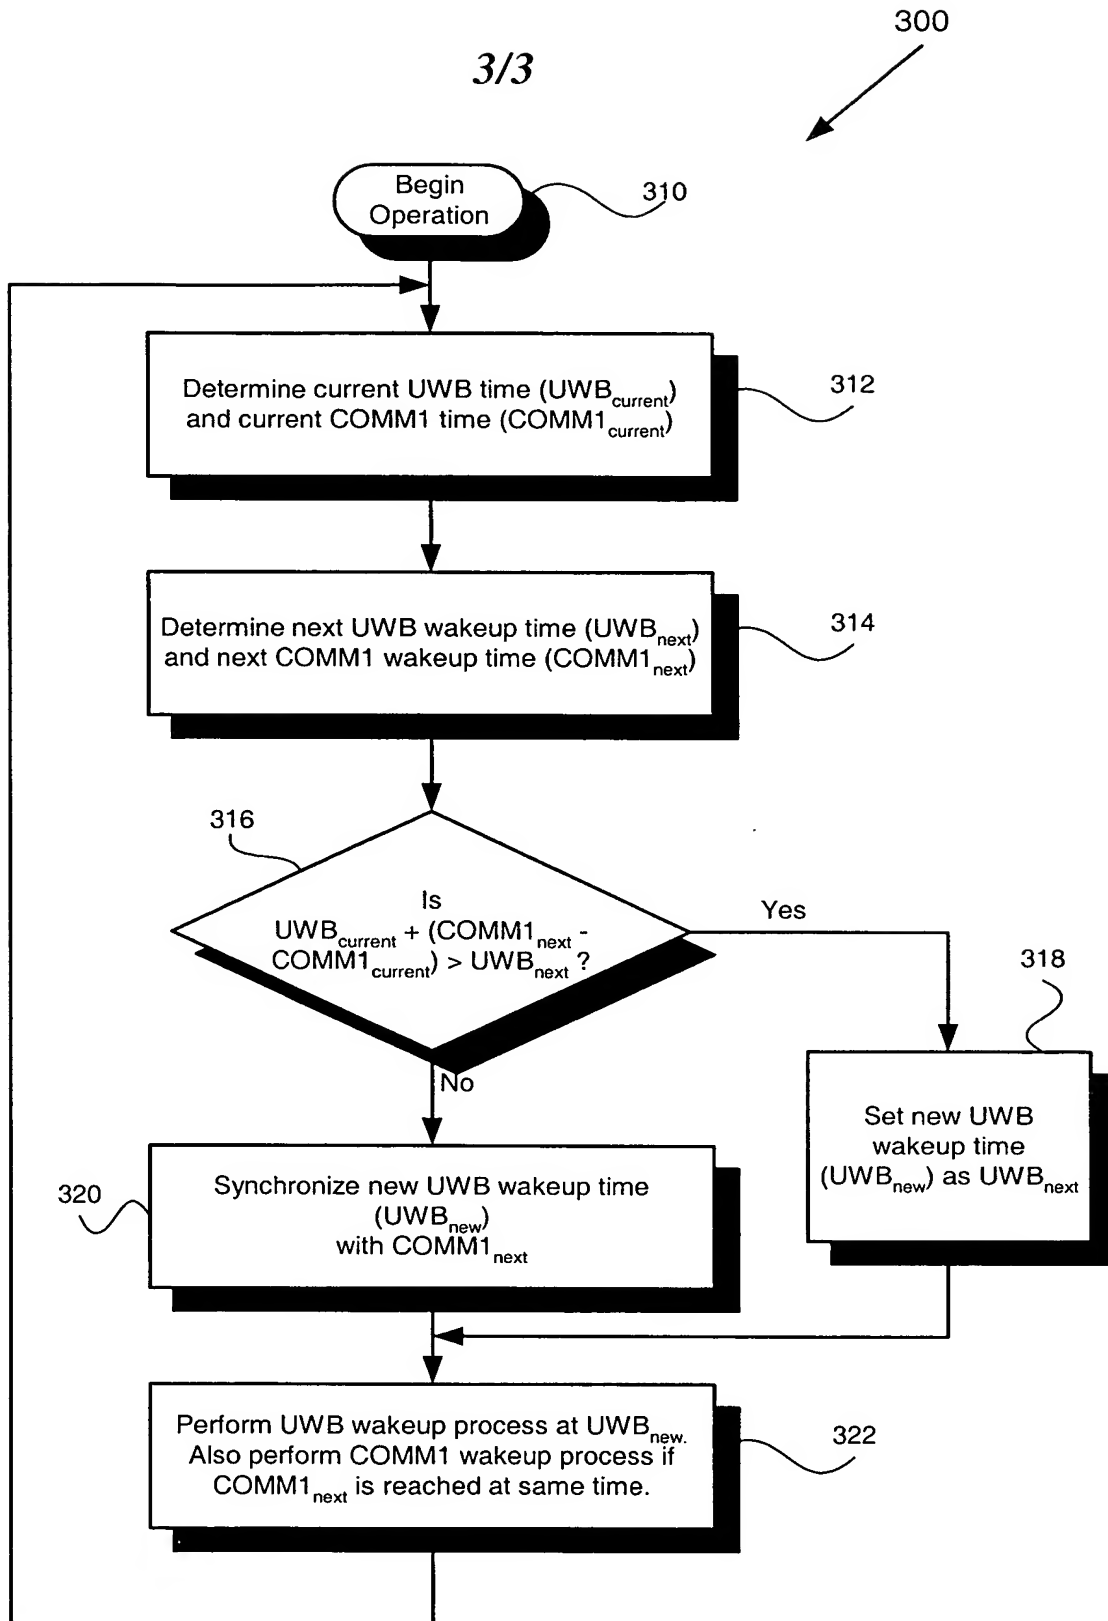 300
3/3
Begin
Operation
310
Determine current UWB time (UWBcurrent)
and current COMM1 time (COMM1current)
312
Determine next UWB wakeup time (UWBnext)
and next COMM1 wakeup time (COMM1next)
314
316
Is
UWBcurrent + (COMM1next -
COMM1current) > UWBnext ?
Yes
No
318
Set new UWB
wakeup time
(UWBnew) as UWBnext
320
Synchronize new UWB wakeup time
(UWBnew)
with COMM1next
Perform UWB wakeup process at UWBnew.
Also perform COMM1 wakeup process if
COMM1next is reached at same time.
322